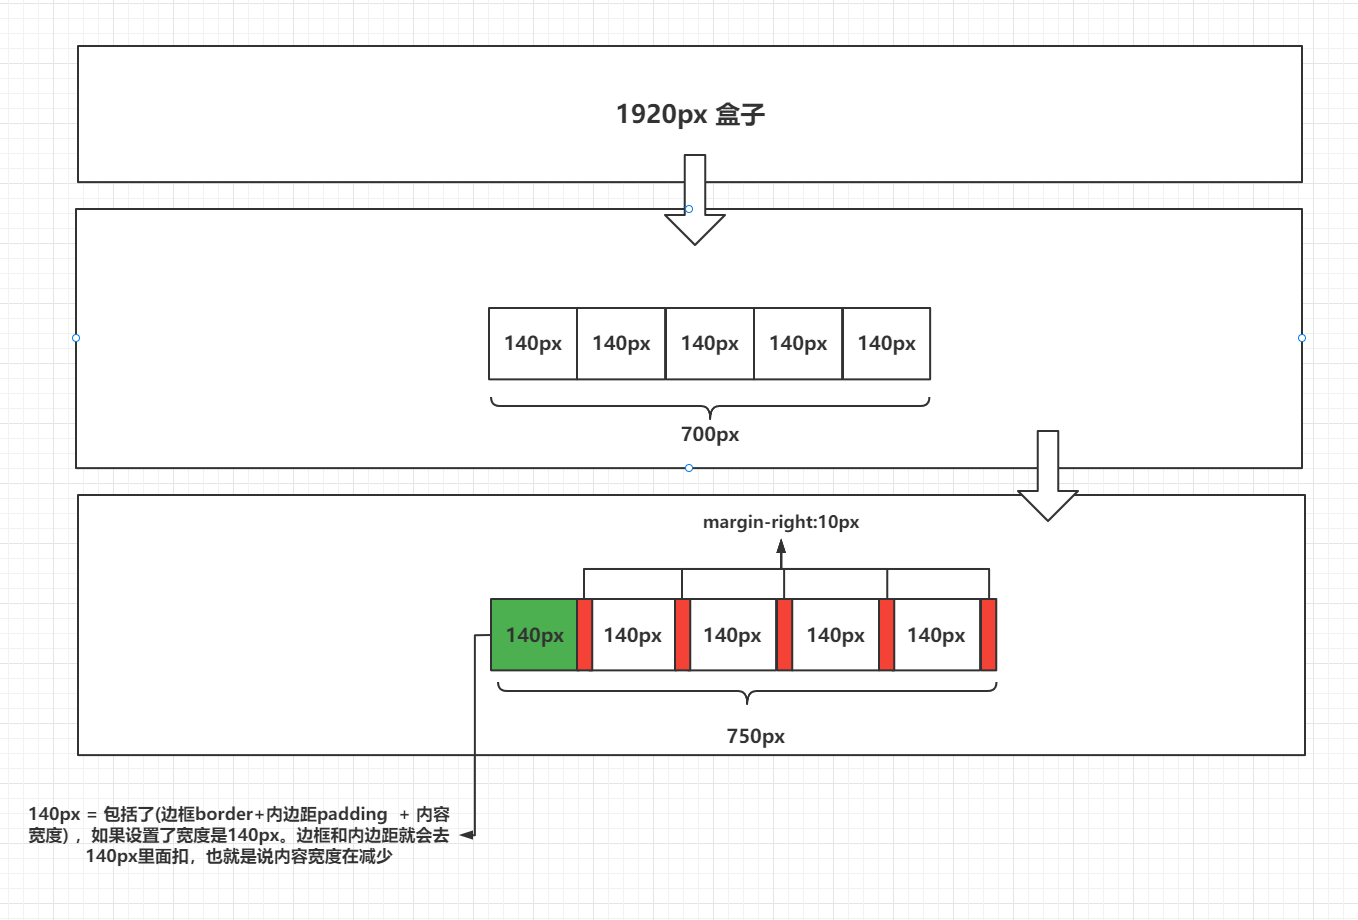 1920px 盒子
140px 140px 140px 140px 140px
700px
margin-right:10px
140px 140px 140px 140px 140px
750px
140px = 包括了(边框border+内边距padding + 内容
宽度) ，如果设置了宽度是140px。边框和内边距就会去
140px里面扣，也就是说内容宽度在减少